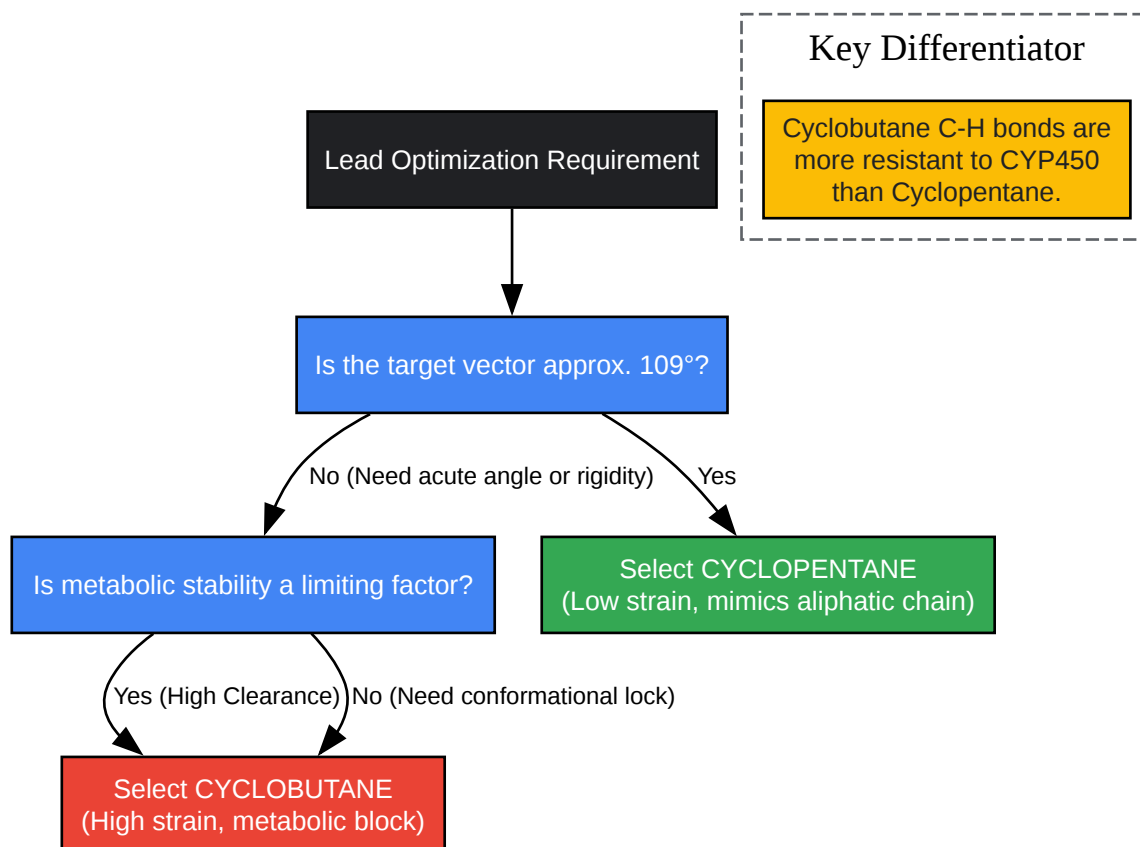 Key Differentiator
Cyclobutane C-H bonds are
more resistant to CYP450
than Cyclopentane.
Lead Optimization Requirement
Is the target vector approx. 109°?
No (Need acute angle or rigidity)
Yes
Is metabolic stability a limiting factor?
Select CYCLOPENTANE
(Low strain, mimics aliphatic chain)
Yes (High Clearance)
No (Need conformational lock)
Select CYCLOBUTANE
(High strain, metabolic block)